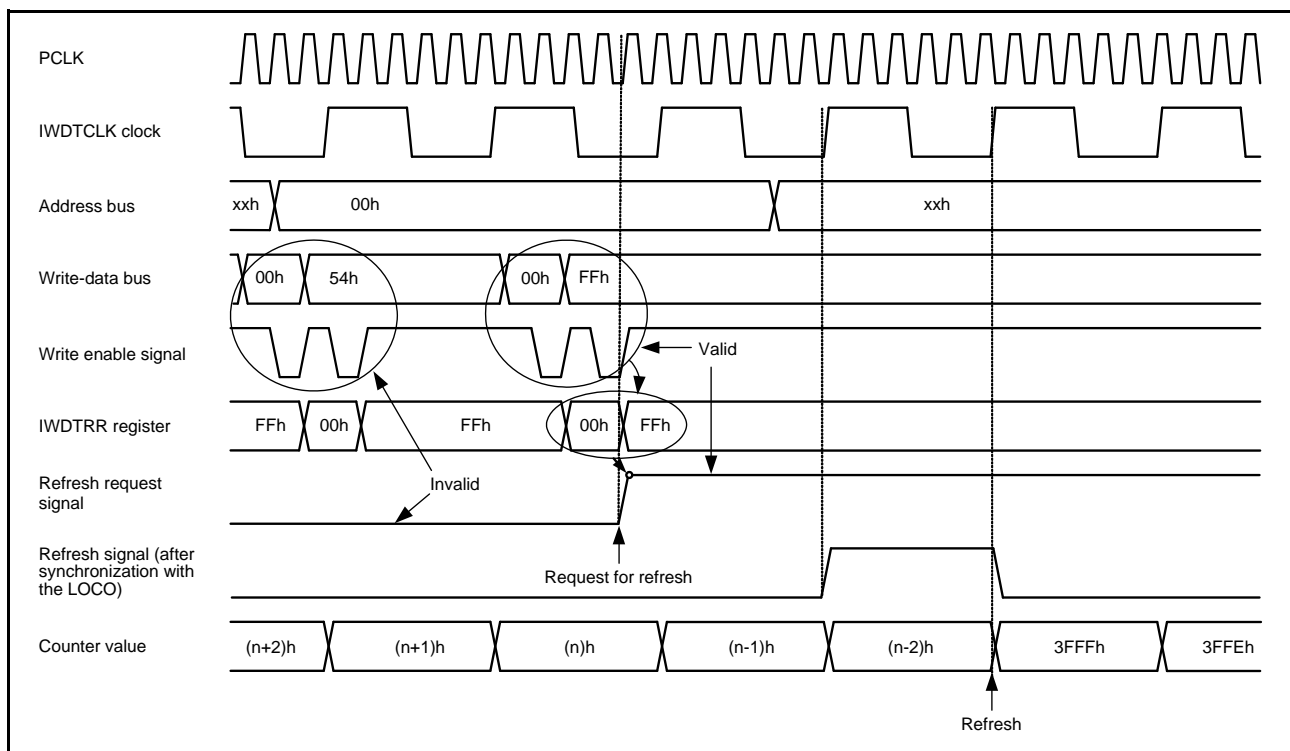 PCLK
IWDTCLK clock
Address bus
xxh 00h xxh
Write-data bus
00h 54h 00h FFh
Write enable signal
Valid
IWDTRR register
FFh 00h FFh 00h FFh
Refresh request
signal
Invalid
Refresh signal (after
synchronization with
the LOCO)
Request for refresh
Counter value
(n+2)h (n+1)h (n)h (n-1)h (n-2)h 3FFFh 3FFEh
Refresh